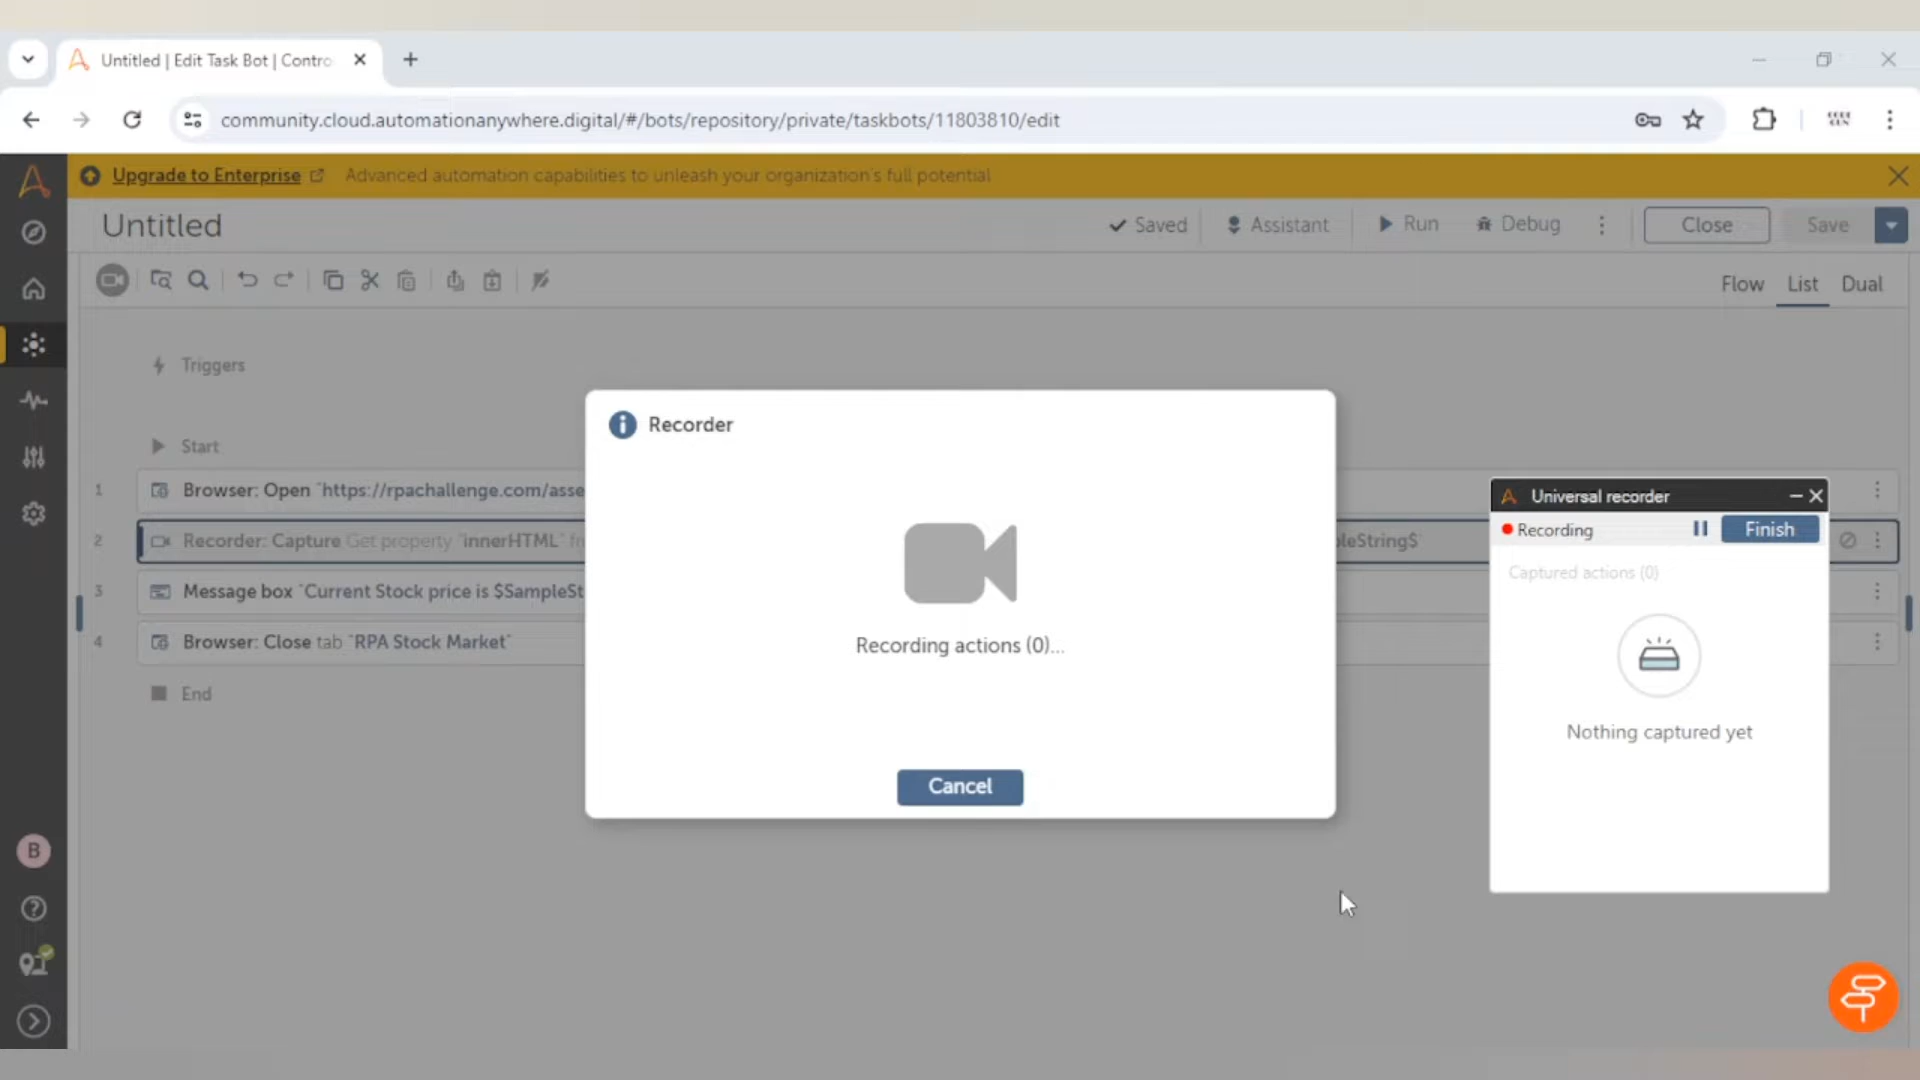 Untitled | Edit Task Bot | Contro
community.cloud.automationanywhere.digital/#/bots/repository/private/taskbots/11803810/edit
Upgrade to Enterprise Advanced automation capabilities to unleash your organization's full potential
Untitled
Saved
Assistant
Run
Debug
Close
Save
Flow
List
Dual
Triggers
Start
1 Browser: Open "https://rpachallenge.com/asse
2 Recorder: Capture Get property "innerHTML" fr
leString$
3 Message box "Current Stock price is $SampleSt
4 Browser: Close tab "RPA Stock Market"
End
Recorder
Recording actions (0)...
Cancel
Universal recorder
Recording
Finish
Captured actions (0)
Nothing captured yet
B